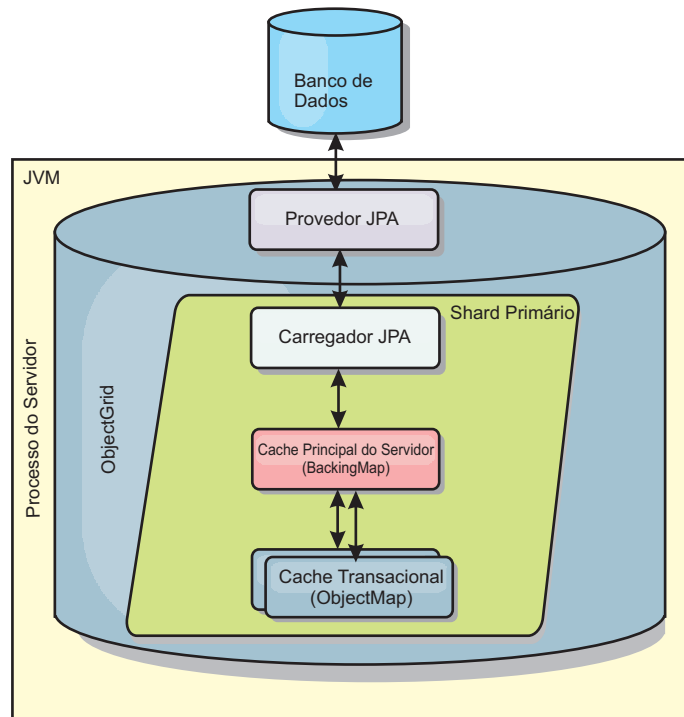 Banco de
Dados
JVM
Provedor JPA
Shard Primário
Carregador JPA
Processo do Servidor
ObjectGrid
Cache Principal do Servidor
(BackingMap)
Cache Transacional
(ObjectMap)